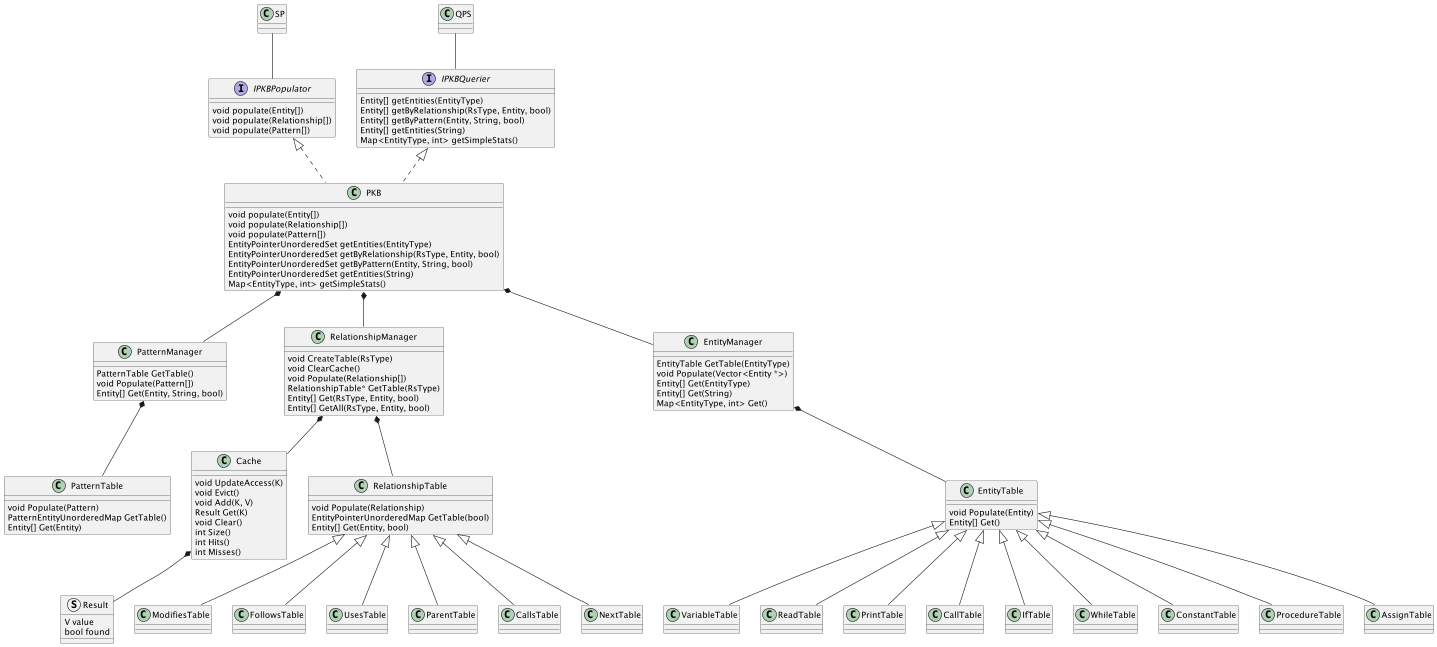 C SP
C QPS
I IPKBPopulator
void populate(Entity[])
void populate(Relationship[])
void populate(Pattern[])
I IPKBQuerier
Entity[] getEntities(EntityType)
Entity[] getByRelationship(RsType, Entity, bool)
Entity[] getByPattern(Entity, String, bool)
Entity[] getEntities(String)
Map<EntityType, int> getSimpleStats()
C PKB
void populate(Entity[])
void populate(Relationship[])
void populate(Pattern[])
EntityPointerUnorderedSet getEntities(EntityType)
EntityPointerUnorderedSet getByRelationship(RsType, Entity, bool)
EntityPointerUnorderedSet getByPattern(Entity, String, bool)
EntityPointerUnorderedSet getEntities(String)
Map<EntityType, int> getSimpleStats()
C PatternManager
PatternTable GetTable()
void Populate(Pattern[])
Entity[] Get(Entity, String, bool)
C RelationshipManager
void CreateTable(RsType)
void ClearCache()
void Populate(Relationship[])
RelationshipTable* GetTable(RsType)
Entity[] Get(RsType, Entity, bool)
Entity[] GetAll(RsType, Entity, bool)
C EntityManager
EntityTable GetTable(EntityType)
void Populate(Vector<Entity *>)
Entity[] Get(EntityType)
Entity[] Get(String)
Map<EntityType, int> Get()
C PatternTable
void Populate(Pattern)
PatternEntityUnorderedMap GetTable()
Entity[] Get(Entity)
C Cache
void UpdateAccess(K)
void Evict()
void Add(K, V)
Result Get(K)
void Clear()
int Size()
int Hits()
int Misses()
C RelationshipTable
void Populate(Relationship)
EntityPointerUnorderedMap GetTable(bool)
Entity[] Get(Entity, bool)
C EntityTable
void Populate(Entity)
Entity[] Get()
S Result
V value
bool found
C ModifiesTable
C FollowsTable
C UsesTable
C ParentTable
C CallsTable
C NextTable
C VariableTable
C ReadTable
C PrintTable
C CallTable
C IfTable
C WhileTable
C ConstantTable
C ProcedureTable
C AssignTable